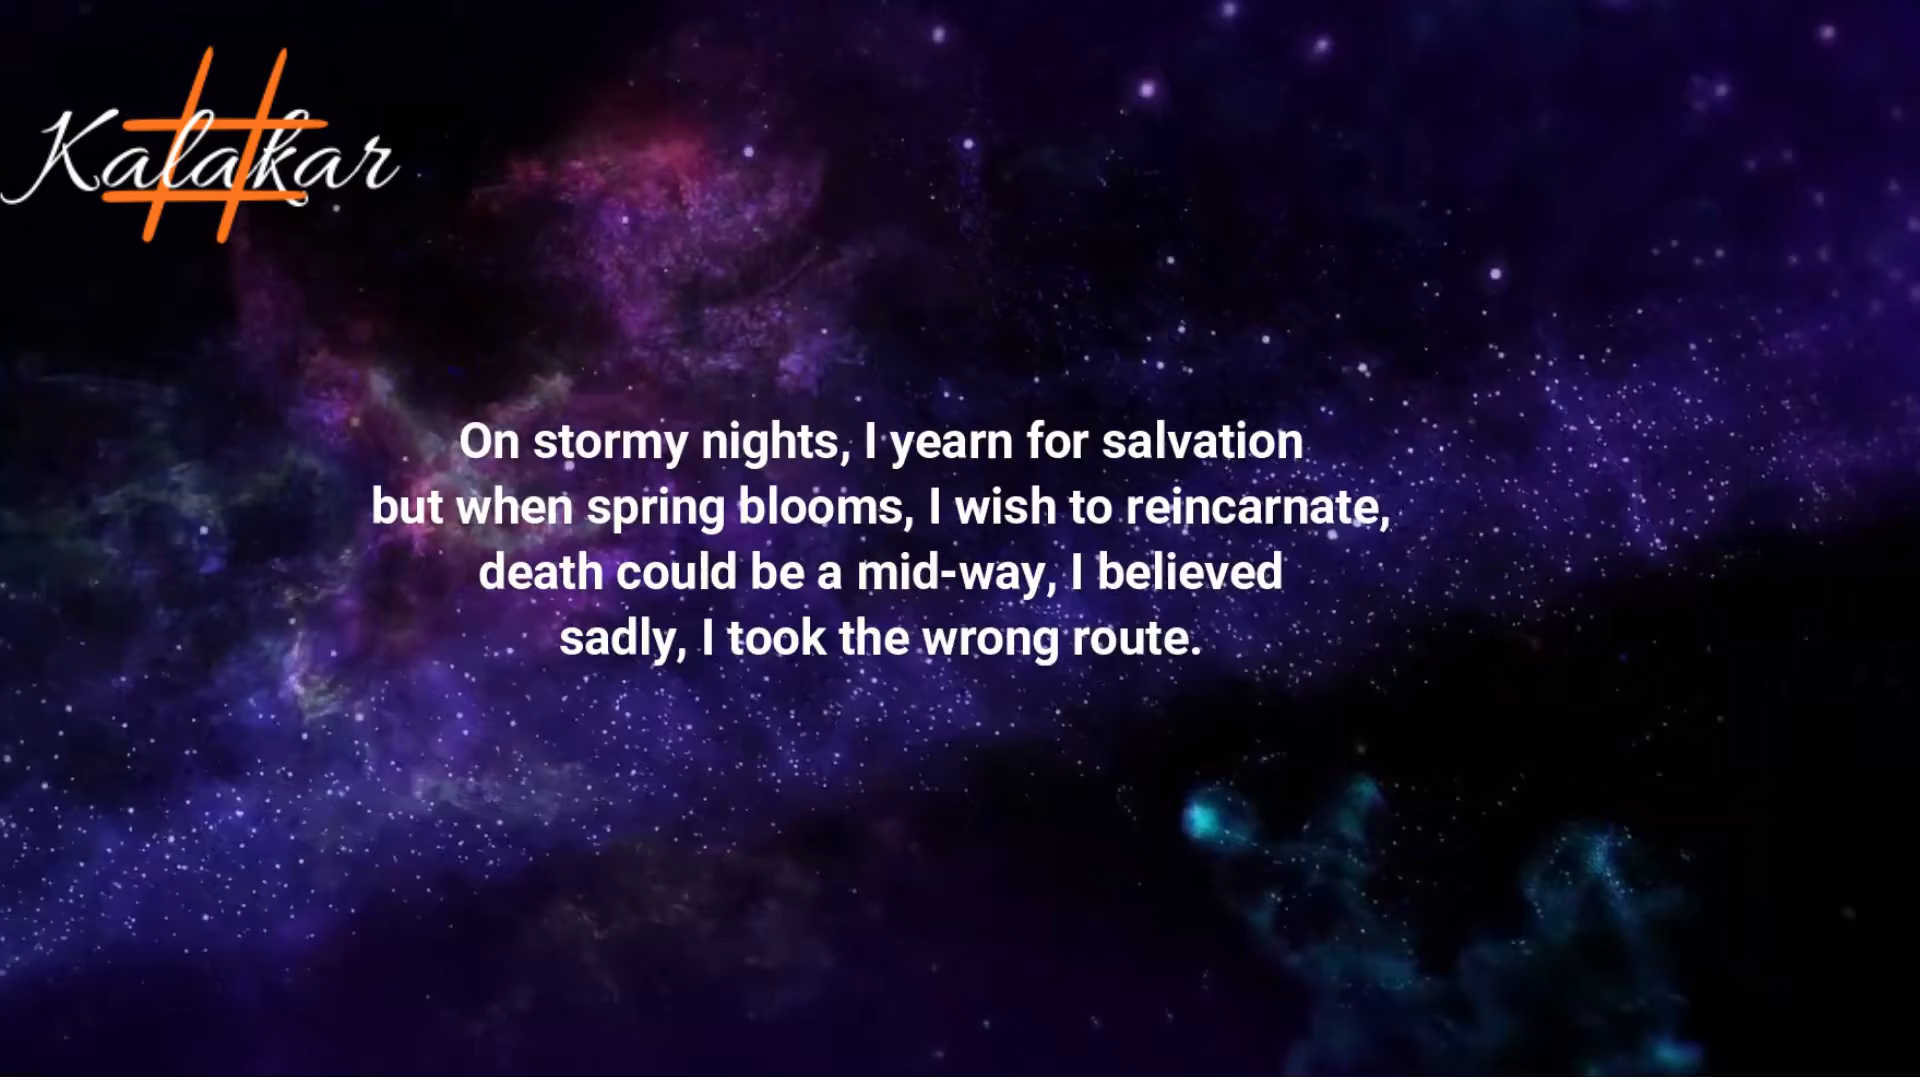 Kalakar
#
On stormy nights, I yearn for salvation
but when spring blooms, I wish to reincarnate,
death could be a mid-way, I believed
sadly, I took the wrong route.